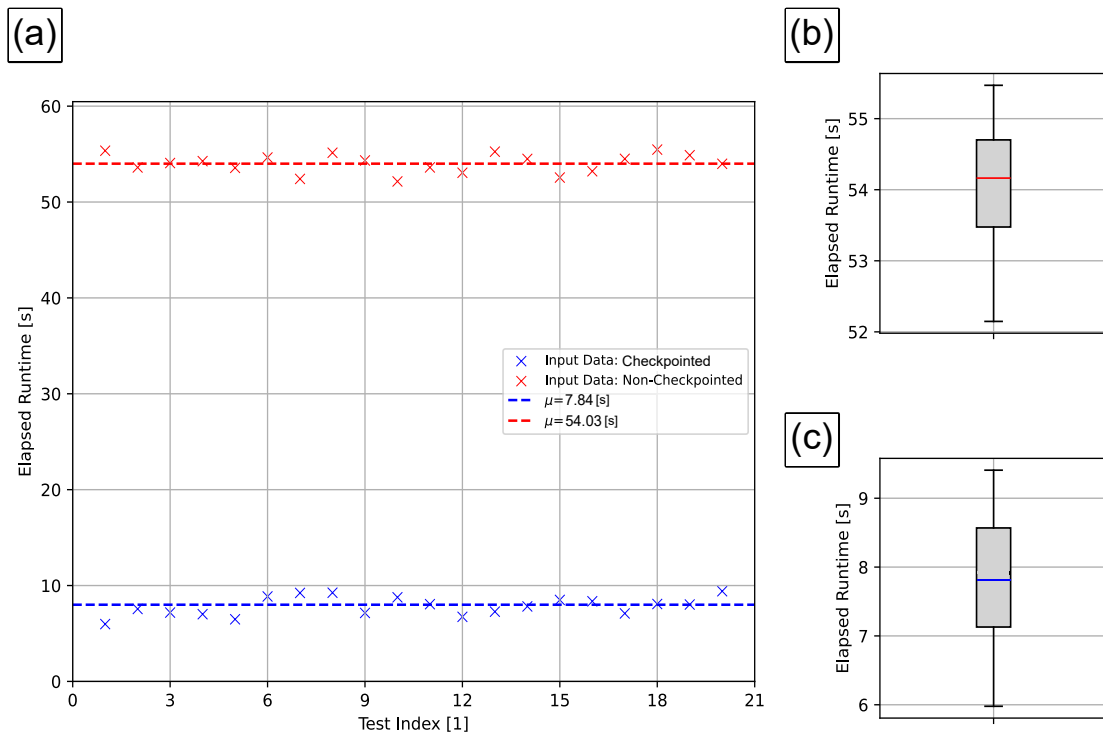 (a)
60
50
40
30
20
10
0
Elapsed Runtime [s]
0 3 6 9 12 15 18 21
Test Index [1]
Input Data: Checkpointed
Input Data: Non-Checkpointed
μ=7.84 [s]
μ=54.03 [s]
(b)
55
54
53
52
Elapsed Runtime [s]
(c)
9
8
7
6
Elapsed Runtime [s]